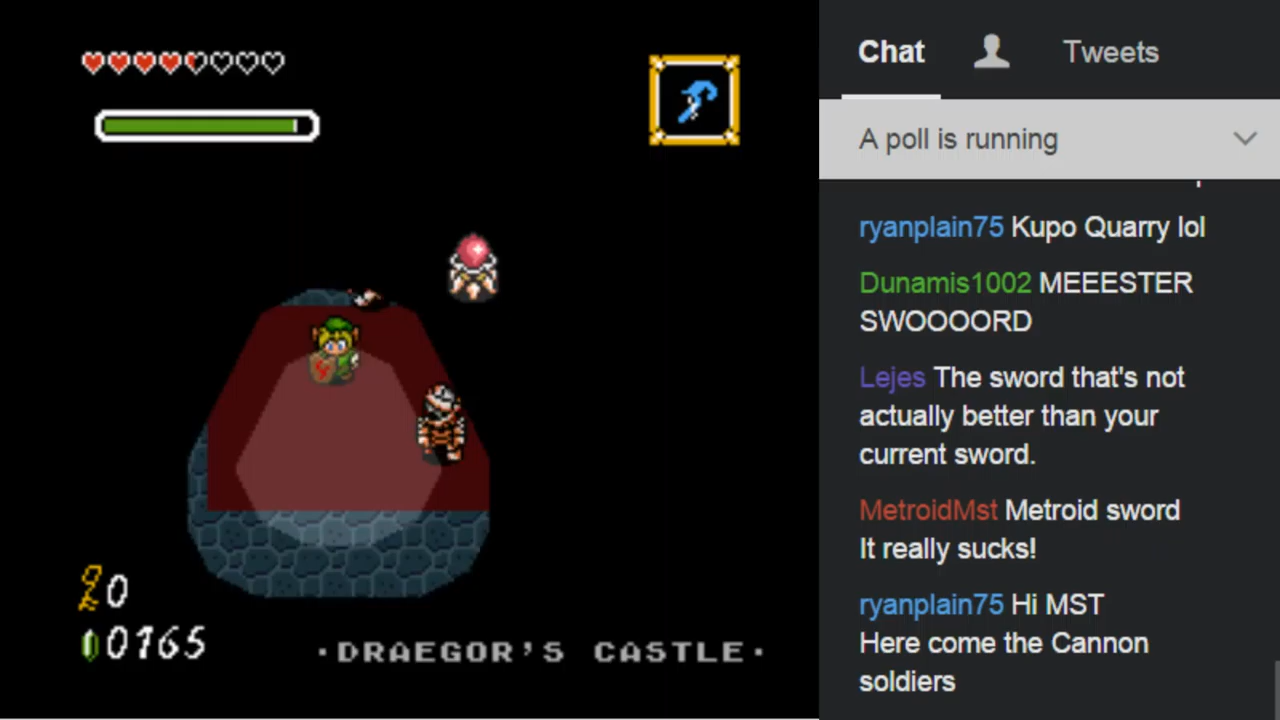 Chat Tweets
A poll is running
ryanplain75 Kupo Quarry lol
Dunamis1002 MEEESTER
SWOOOORD
Lejes The sword that's not
actually better than your
current sword.
MetroidMst Metroid sword
It really sucks!
ryanplain75 Hi MST
Here come the Cannon
soldiers
0
0765
·DRAEGOR'S CASTLE·